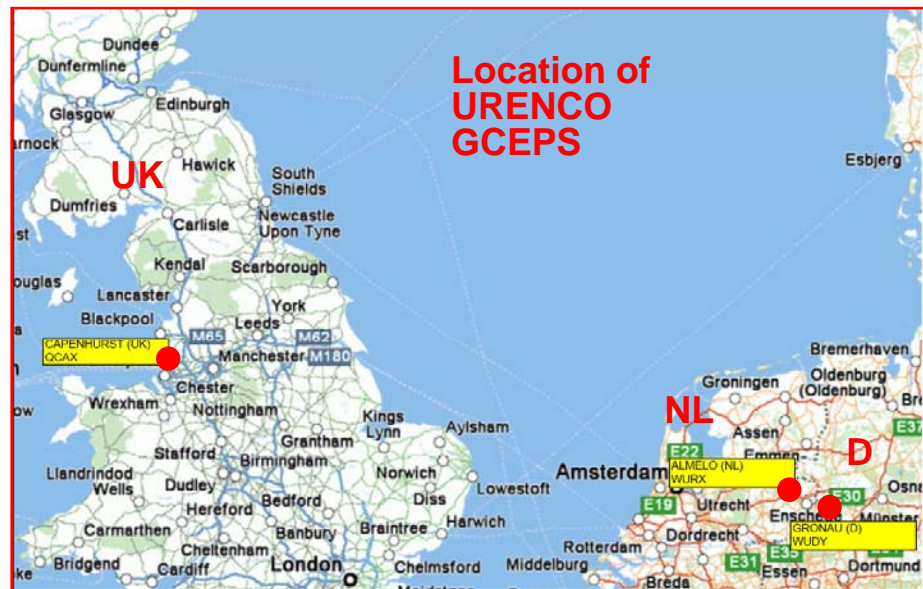 Location of
URENCO
GCEPS
UK
NL
D
Dundee
Dunfermline
Edinburgh
Glasgow
Hawick
Esbjerg
South
Shields
Dumfries
Carlisle
Newcastle
Upon Tyne
Kendal
Scarborough
Lancaster
York
Blackpool
Leeds
M65
M62
CAPENHURST (UK)
QCAX
Manchester
M180
Bremerhaven
Chester
Groningen
Oldenburg
(Oldenburg)
Wrexham
Nottingham
Kings
Lynn
Aylsham
Assen
E37
Stafford
Grantham
Emmen
E22
Birmingham
Norwich
Llandrindod
Wells
Dudley
Diss
Lowestoft
Amsterdam
ALMELO (NL)
WURX
E30
Hereford
Bedford
E19
Utrecht
Carmarthen
Banbury
Braintree
Harwich
Dordrecht
GRONAU (D)
WUDY
Cheltenham
Rotterdam
E31
E35
Bridgend
Cardiff
London
Chelmsford
Middelburg
Breda
Essen
Dortmund